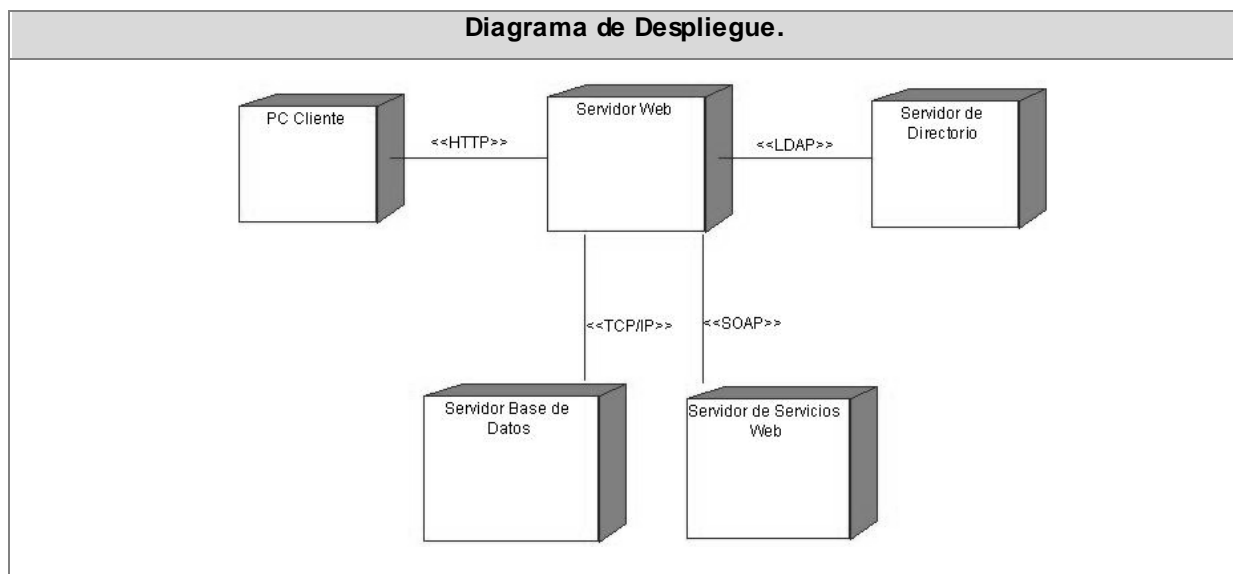 Diagrama de Despliegue.
PC Cliente
<<HTTP>>
Servidor Web
<<LDAP>>
Servidor de
Directorio
<<TCP/IP>>
<<SOAP>>
Servidor Base de
Datos
Servidor de Servicios
Web